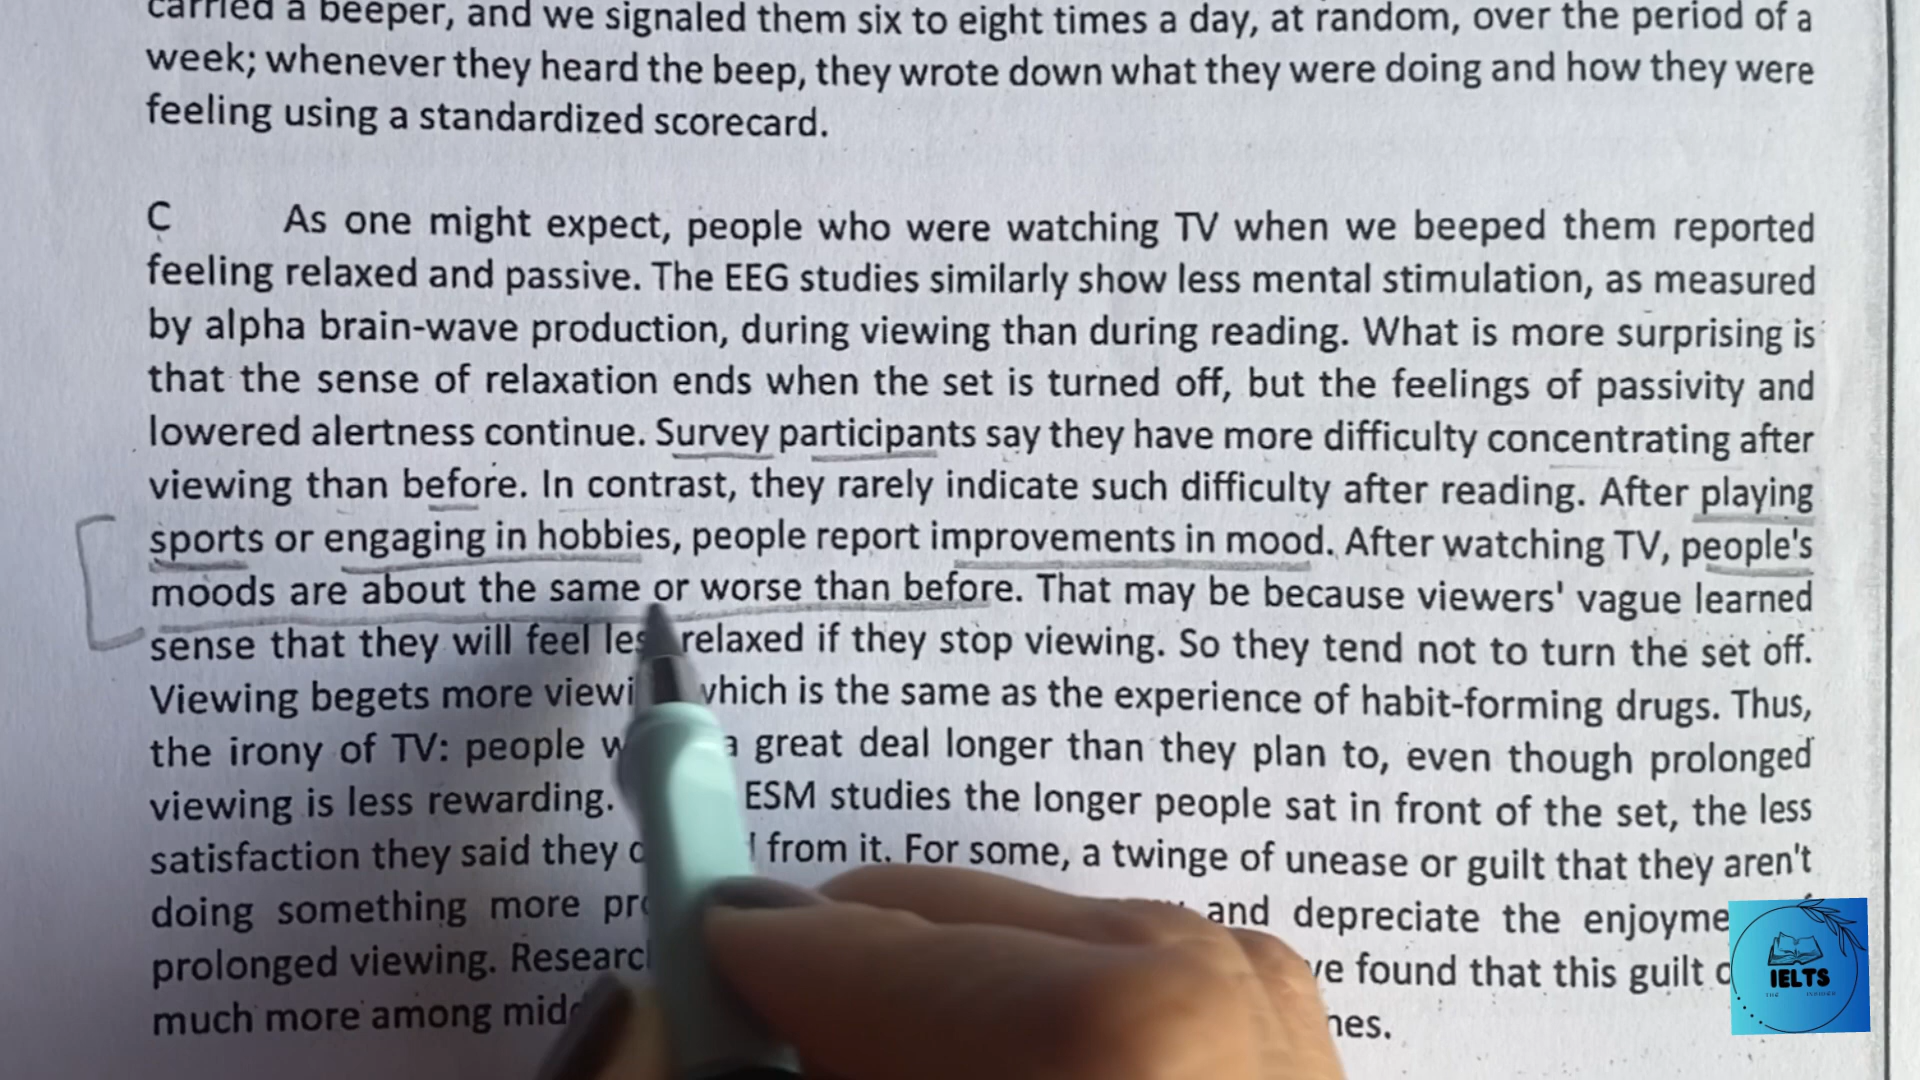 carried a beeper, and we signaled them six to eight times a day, at random, over the period of a
week; whenever they heard the beep, they wrote down what they were doing and how they were
feeling using a standardized scorecard.
C As one might expect, people who were watching TV when we beeped them reported
feeling relaxed and passive. The EEG studies similarly show less mental stimulation, as measured
by alpha brain-wave production, during viewing than during reading. What is more surprising is
that the sense of relaxation ends when the set is turned off, but the feelings of passivity and
lowered alertness continue. Survey participants say they have more difficulty concentrating after
viewing than before. In contrast, they rarely indicate such difficulty after reading. After playing
sports or engaging in hobbies, people report improvements in mood. After watching TV, people's
moods are about the same or worse than before. That may be because viewers' vague learned
sense that they will feel relaxed if they stop viewing. So they tend not to turn the set off.
Viewing begets more which is the same as the experience of habit-forming drugs. Thus,
the irony of TV: people a great deal longer than they plan to, even though prolonged
viewing is less rewarding. ESM studies the longer people sat in front of the set, the less
satisfaction they said they from it. For some, a twinge of unease or guilt that they aren't
doing something more and depreciate the
prolonged viewing. found that this guilt
much more among
IELTS
THE